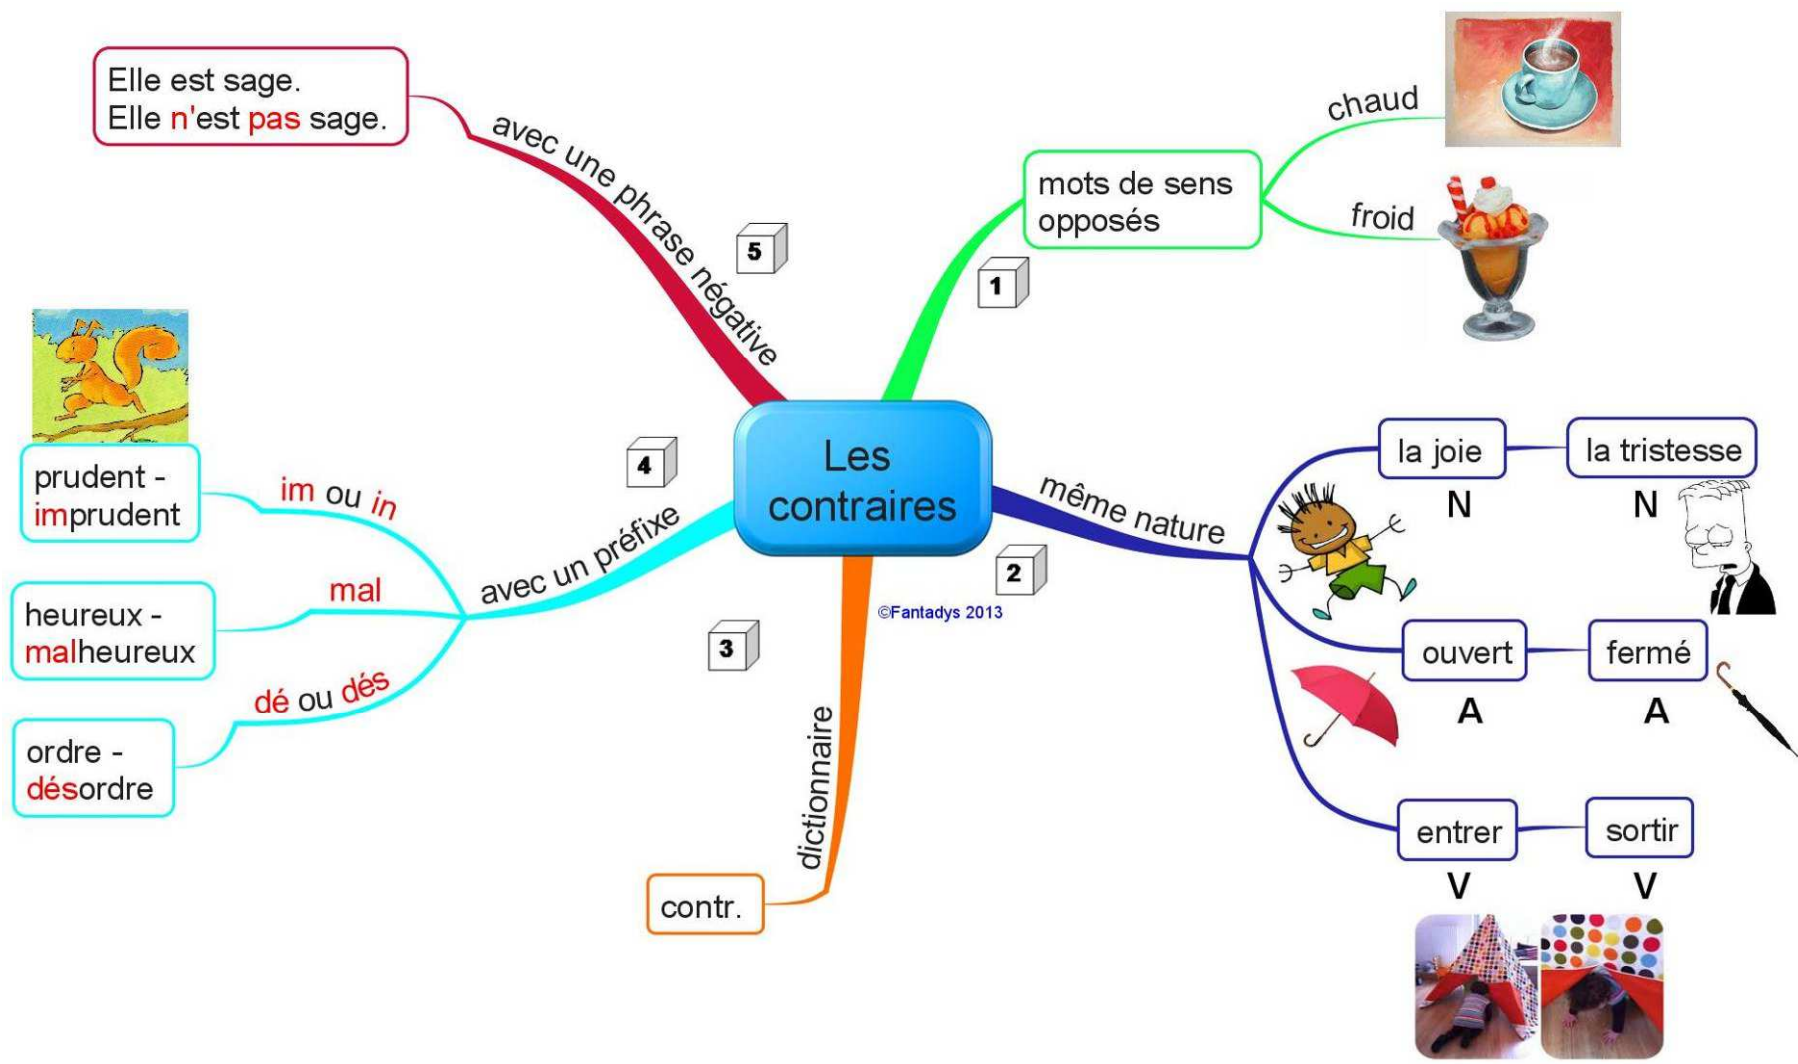 Les
contraires
1
mots de sens
opposés
chaud
froid
2
même nature
la joie
N
la tristesse
N
ouvert
A
fermé
A
entrer
V
sortir
V
3
dictionnaire
contr.
4
avec un préfixe
im ou in
prudent -
imprudent
mal
heureux -
malheureux
dé ou dés
ordre -
désordre
5
avec une phrase négative
Elle est sage.
Elle n'est pas sage.
©Fantadys 2013